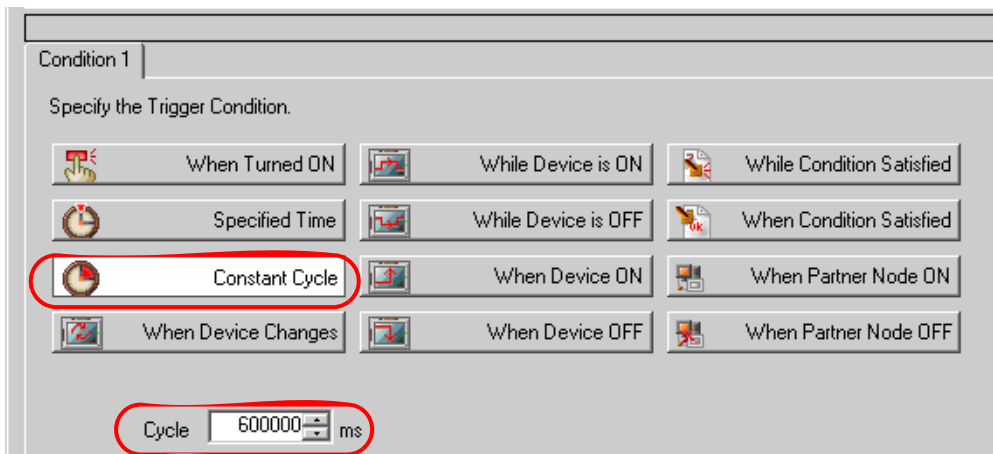 Condition 1
Specify the Trigger Condition.
When Turned ON While Device is ON While Condition Satisfied
Specified Time While Device is OFF When Condition Satisfied
OK
Constant Cycle When Device ON When Partner Node ON
When Device Changes When Device OFF When Partner Node OFF
Cycle 600000 ms